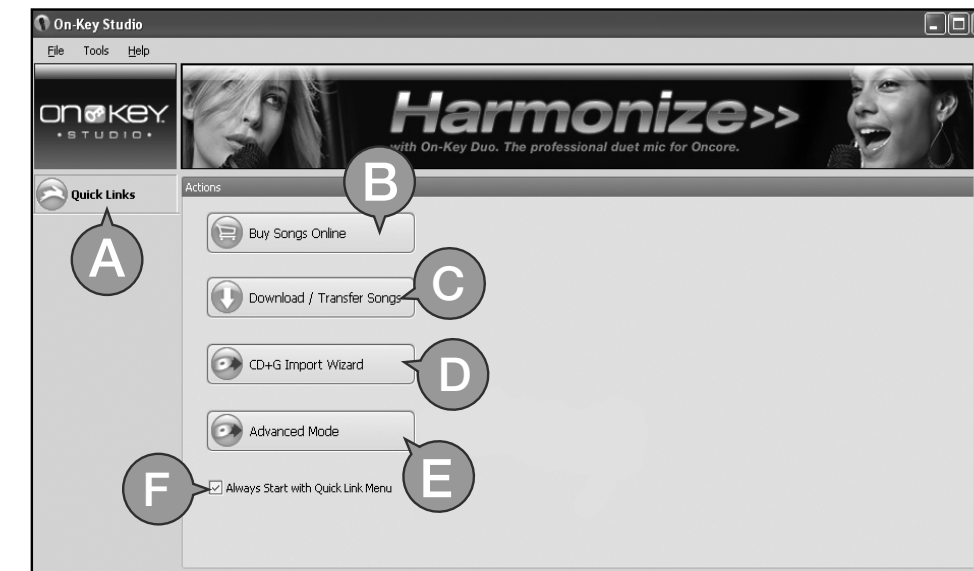 On-Key Studio
File Tools Help
on key
• STUDIO •
Harmonize>>
with On-Key Duo. The professional duet mic for Oncore.
Quick Links
Actions
A
B
Buy Songs Online
C
Download / Transfer Songs
D
CD+G Import Wizard
E
Advanced Mode
F
Always Start with Quick Link Menu